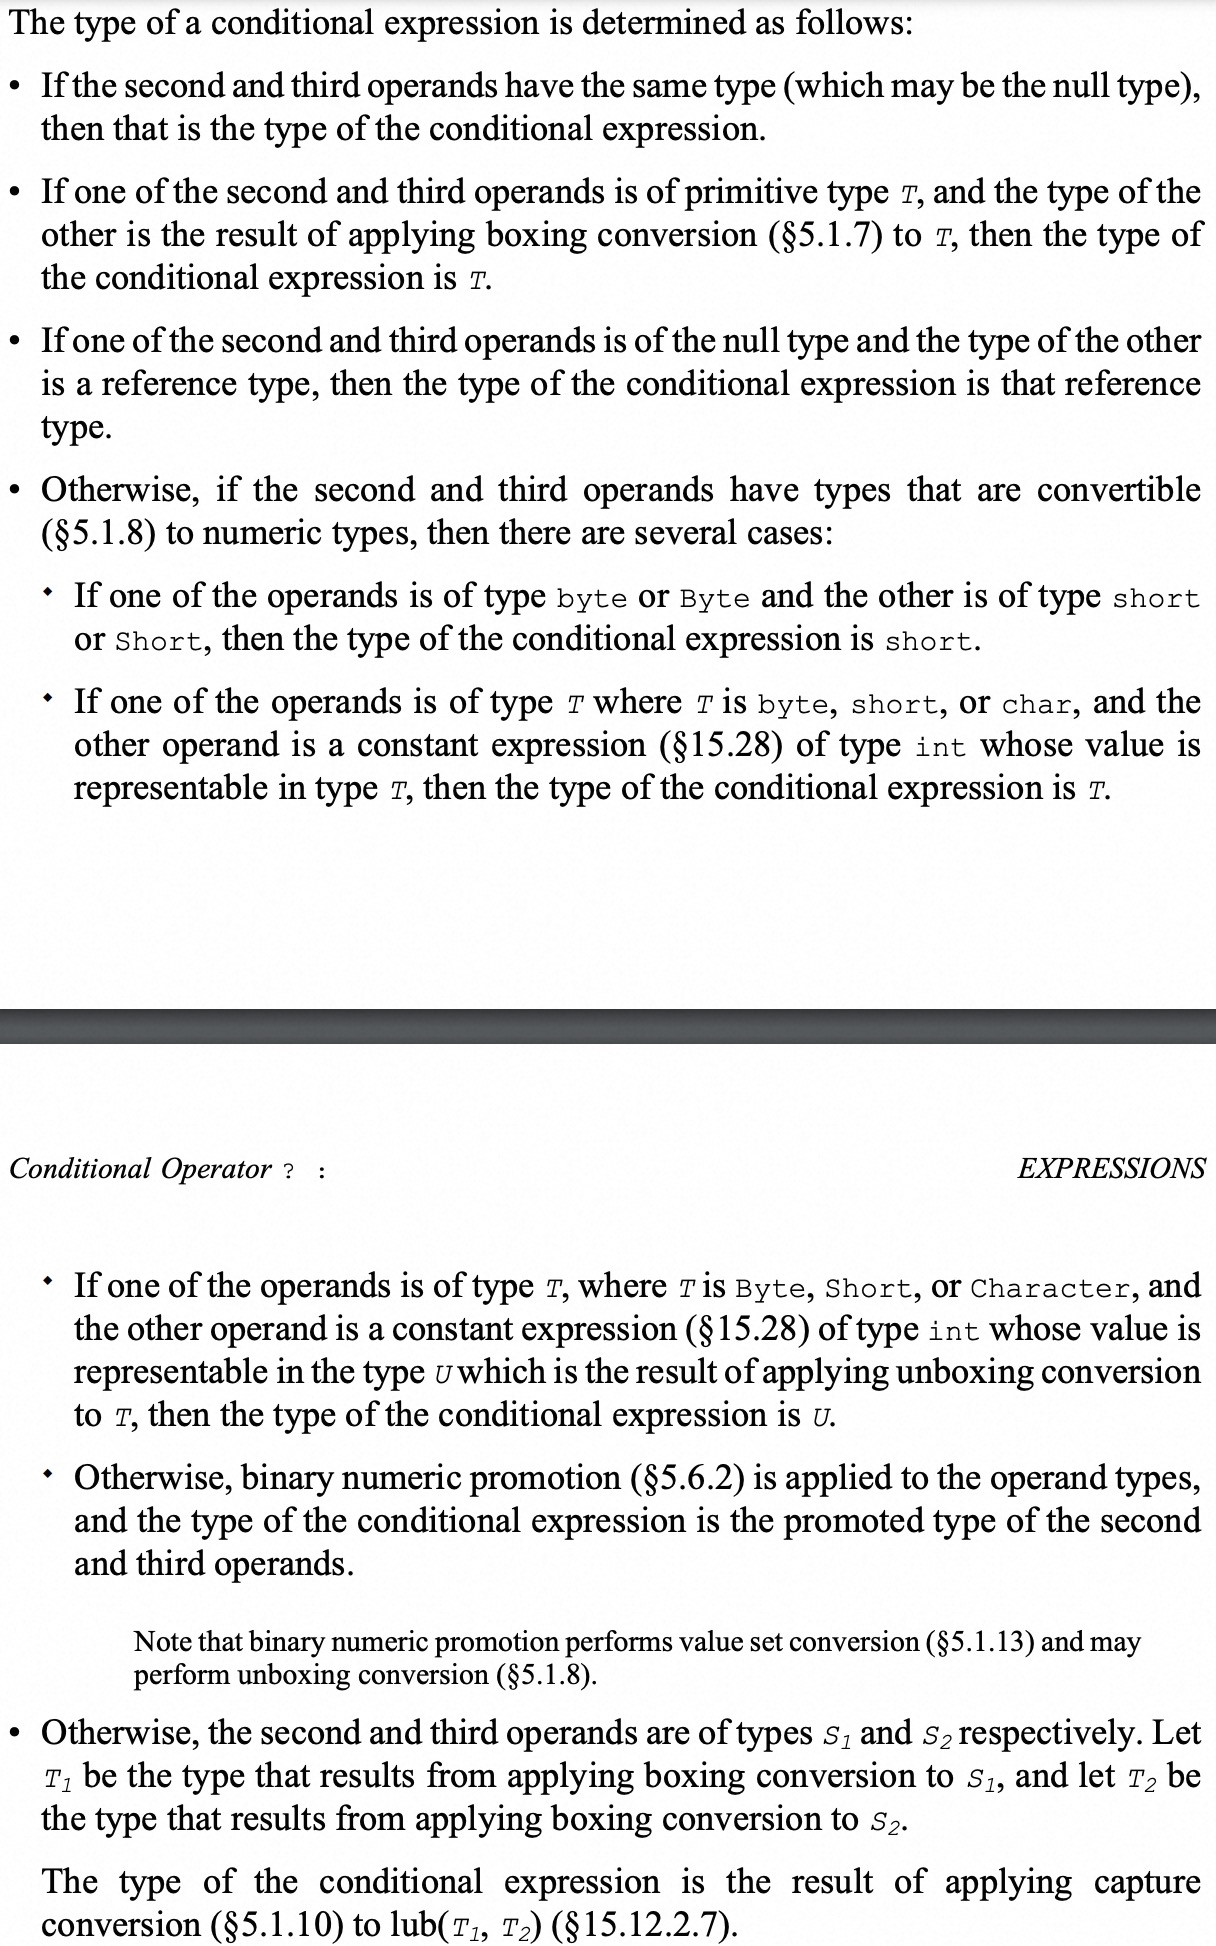 The type of a conditional expression is determined as follows:
• If the second and third operands have the same type (which may be the null type),
then that is the type of the conditional expression.
• If one of the second and third operands is of primitive type T, and the type of the
other is the result of applying boxing conversion (§5.1.7) to T, then the type of
the conditional expression is T.
• If one of the second and third operands is of the null type and the type of the other
is a reference type, then the type of the conditional expression is that reference
type.
• Otherwise, if the second and third operands have types that are convertible
(§5.1.8) to numeric types, then there are several cases:
◆ If one of the operands is of type byte or Byte and the other is of type short
or Short, then the type of the conditional expression is short.
◆ If one of the operands is of type T where T is byte, short, or char, and the
other operand is a constant expression (§15.28) of type int whose value is
representable in type T, then the type of the conditional expression is T.
Conditional Operator ? :
EXPRESSIONS
◆ If one of the operands is of type T, where T is Byte, Short, or Character, and
the other operand is a constant expression (§15.28) of type int whose value is
representable in the type U which is the result of applying unboxing conversion
to T, then the type of the conditional expression is U.
◆ Otherwise, binary numeric promotion (§5.6.2) is applied to the operand types,
and the type of the conditional expression is the promoted type of the second
and third operands.
Note that binary numeric promotion performs value set conversion (§5.1.13) and may
perform unboxing conversion (§5.1.8).
• Otherwise, the second and third operands are of types S₁ and S₂ respectively. Let
T₁ be the type that results from applying boxing conversion to S₁, and let T₂ be
the type that results from applying boxing conversion to S₂.
The type of the conditional expression is the result of applying capture
conversion (§5.1.10) to lub(T₁, T₂) (§15.12.2.7).